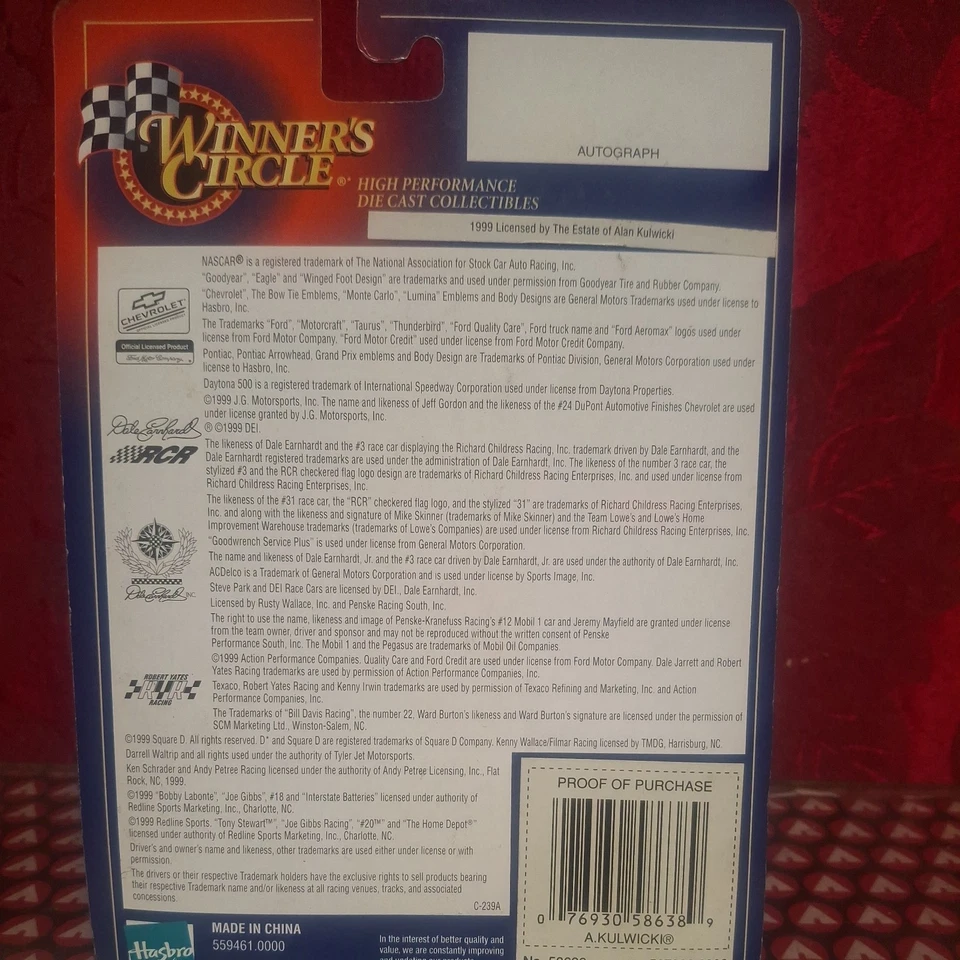 WINNER'S
CIRCLE ®*
HIGH PERFORMANCE
DIE CAST COLLECTIBLES
AUTOGRAPH
1999 Licensed by The Estate of Alan Kulwicki
NASCAR® is a registered trademark of The National Association for Stock Car Auto Racing, Inc.
"Goodyear", "Eagle" and "Winged Foot Design" are trademarks and used under permission from Goodyear Tire and Rubber Company.
CHEVROLET
"Chevrolet", The Bow Tie Emblems, "Monte Carlo", "Lumina" Emblems and Body Designs are General Motors Trademarks used under license to
Hasbro, Inc.
The Trademarks "Ford", "Motorcraft", "Taurus", "Thunderbird", "Ford Quality Care", Ford truck name and "Ford Aeromax" logos used under
license from Ford Motor Company. "Ford Motor Credit" used under license from Ford Motor Credit Company.
Official Licensed Product
Pontiac, Pontiac Arrowhead, Grand Prix emblems and Body Design are Trademarks of Pontiac Division, General Motors Corporation used under
license to Hasbro, Inc.
Daytona 500 is a registered trademark of International Speedway Corporation used under license from Daytona Properties.
©1999 J.G. Motorsports, Inc. The name and likeness of Jeff Gordon and the likeness of the #24 DuPont Automotive Finishes Chevrolet are used
under license granted by J.G. Motorsports, Inc.
Dale Earnhardt ® ©1999 DEI.
RCR
The likeness of Dale Earnhardt and the #3 race car displaying the Richard Childress Racing, Inc. trademark driven by Dale Earnhardt, and the
Dale Earnhardt registered trademarks are used under the administration of Dale Earnhardt, Inc. The likeness of the number 3 race car, the
stylized #3 and the RCR checkered flag logo design are trademarks of Richard Childress Racing Enterprises, Inc. and used under license from
Richard Childress Racing Enterprises, Inc.
The likeness of the #31 race car, the "RCR" checkered flag logo, and the stylized "31" are trademarks of Richard Childress Racing Enterprises,
Inc. and along with the likeness and signature of Mike Skinner (trademarks of Mike Skinner) and the Team Lowe's and Lowe's Home
Improvement Warehouse trademarks (trademarks of Lowe's Companies) are used under license from Richard Childress Racing Enterprises, Inc.
"Goodwrench Service Plus" is used under license from General Motors Corporation.
The name and likeness of Dale Earnhardt, Jr. and the #3 race car driven by Dale Earnhardt, Jr. are used under the authority of Dale Earnhardt, Inc.
ACDelco is a Trademark of General Motors Corporation and is used under license by Sports Image, Inc.
Dale Earnhardt INC.
Steve Park and DEI Race Cars are licensed by DEI., Dale Earnhardt, Inc.
Licensed by Rusty Wallace, Inc. and Penske Racing South, Inc.
The right to use the name, likeness and image of Penske-Kranefuss Racing's #12 Mobil 1 car and Jeremy Mayfield are granted under license
from the team owner, driver and sponsor and may not be reproduced without the written consent of Penske
Performance South, Inc. The Mobil 1 and the Pegasus are trademarks of Mobil Oil Companies.
©1999 Action Performance Companies. Quality Care and Ford Credit are used under license from Ford Motor Company. Dale Jarrett and Robert
Yates Racing trademarks are used by permission of Action Performance Companies, Inc.
ROBERT YATES
RYR
RACING
Texaco, Robert Yates Racing and Kenny Irwin trademarks are used by permission of Texaco Refining and Marketing, Inc. and Action
Performance Companies, Inc.
The Trademarks of "Bill Davis Racing", the number 22, Ward Burton's likeness and Ward Burton's signature are licensed under the permission of
SCM Marketing Ltd., Winston-Salem, NC.
©1999 Square D. All rights reserved. D* and Square D are registered trademarks of Square D Company. Kenny Wallace/Filmar Racing licensed by TMDG, Harrisburg, NC.
Darrell Waltrip and all rights used under the authority of Tyler Jet Motorsports.
Ken Schrader and Andy Petree Racing licensed under the authority of Andy Petree Licensing, Inc., Flat
Rock, NC, 1999.
©1999 "Bobby Labonte", "Joe Gibbs", #18 and "Interstate Batteries" licensed under authority of
Redline Sports Marketing, Inc., Charlotte, NC.
©1999 Redline Sports. "Tony Stewart™", "Joe Gibbs Racing", "#20™" and "The Home Depot®"
licensed under authority of Redline Sports Marketing, Inc., Charlotte, NC.
Driver's and owner's name and likeness, other trademarks are used either under license or with
permission.
The drivers or their respective Trademark holders have the exclusive rights to sell products bearing
their respective Trademark name and/or likeness at all racing venues, tracks, and associated
concessions.
C-239A
PROOF OF PURCHASE
0 76930 58638 9
A.KULWICKI®
Hasbro
MADE IN CHINA
559461.0000
In the interest of better quality and
value, we are constantly improving